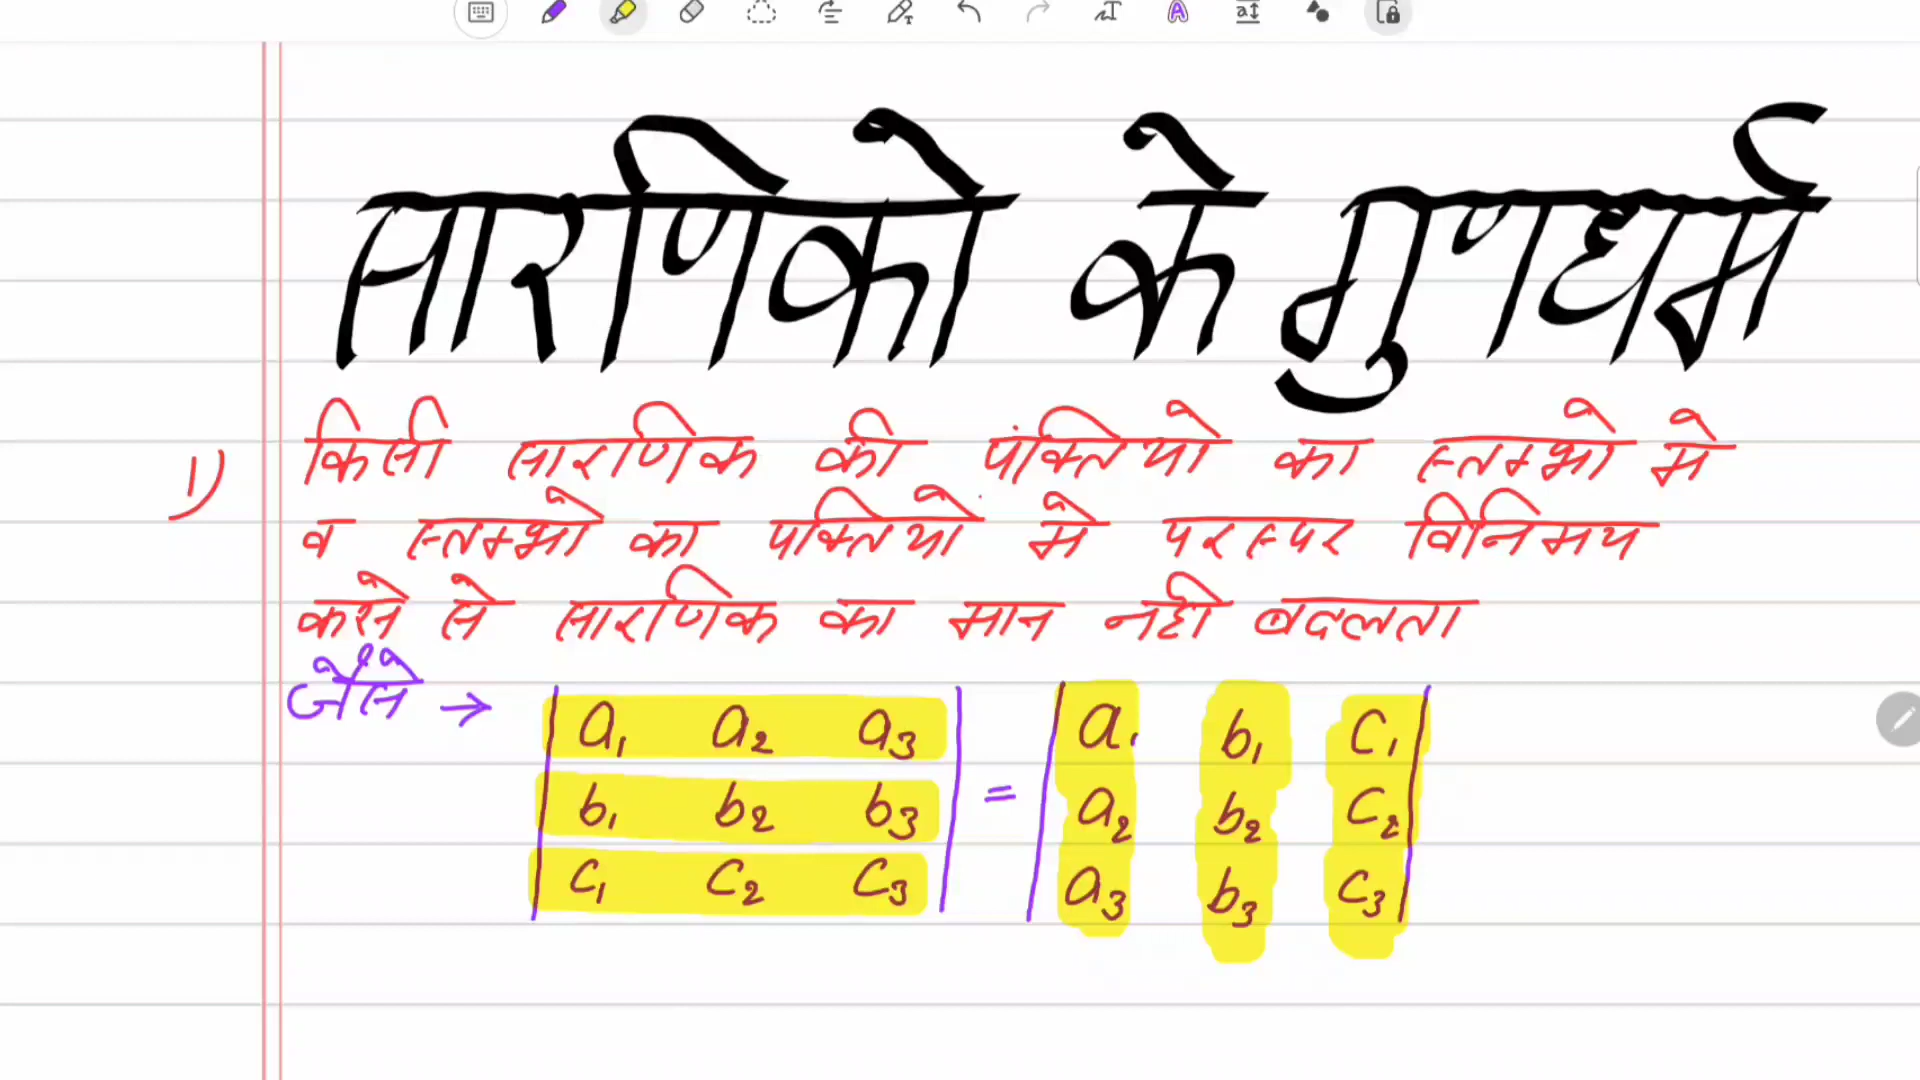 सारणिको के गुणधर्म
1) किसी सारणिक की पंक्तियो का स्तम्भो मे
व स्तम्भो का पक्तियो मे परस्पर विनिमय
करने से सारणिक का मान नही बदलता
जैसे →
| a₁ a₂ a₃ | = | a₁ b₁ c₁ |
| b₁ b₂ b₃ | | a₂ b₂ c₂ |
| c₁ c₂ c₃ | | a₃ b₃ c₃ |